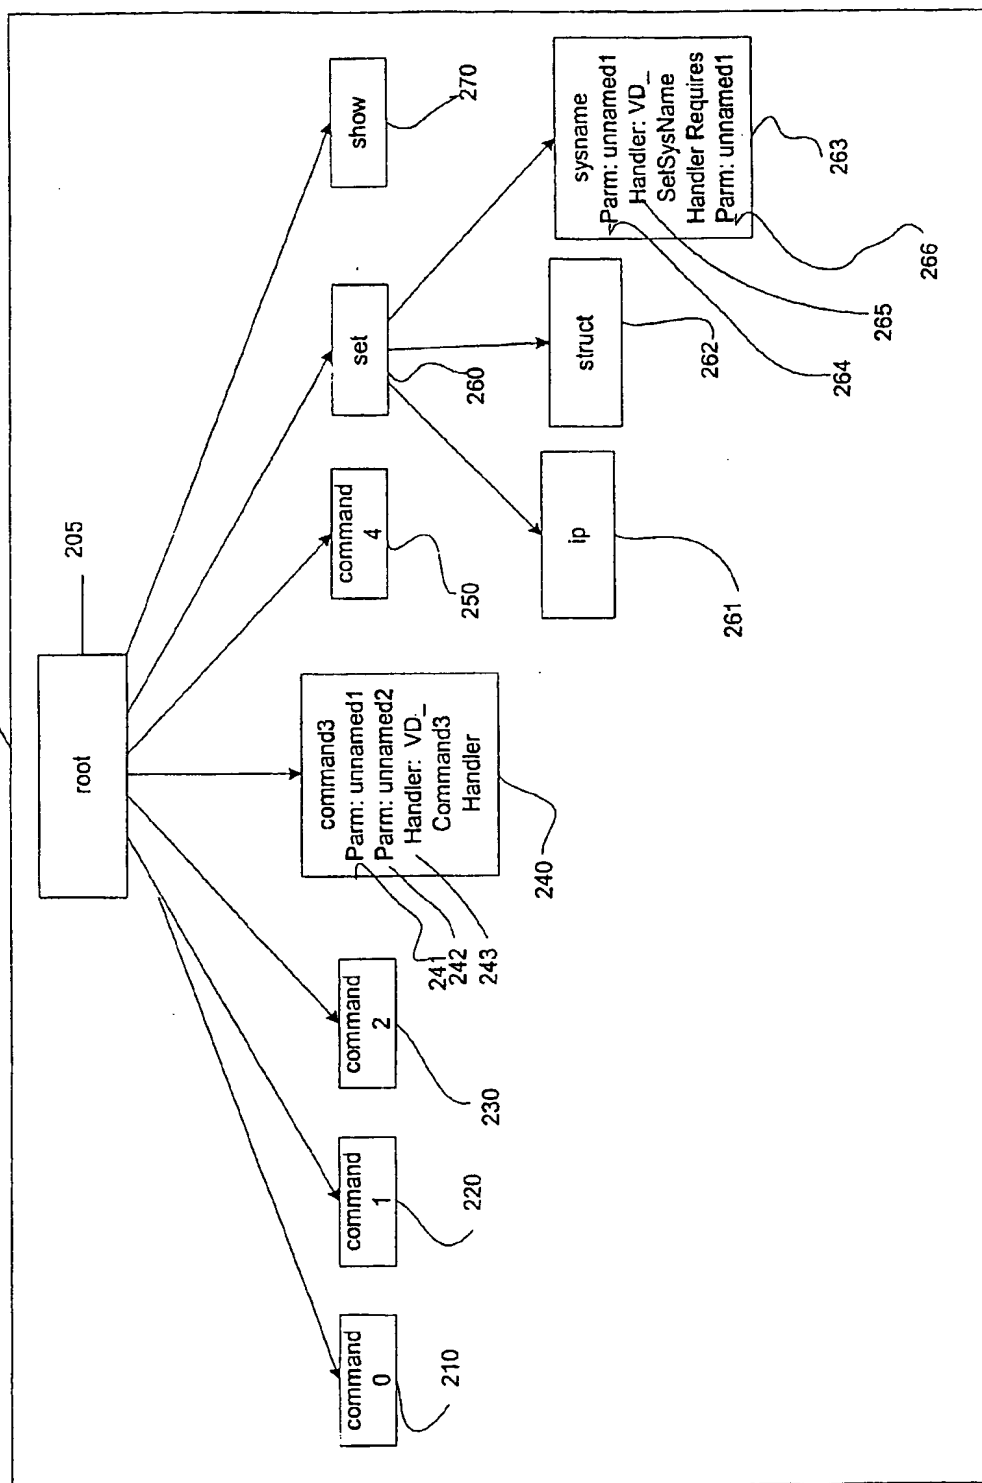 root
205
command
0
210
command
1
220
command
2
230
command3
Parm: unnamed1
Parm: unnamed2
Handler: VD_
Command3
Handler
241
242
243
240
command
4
250
set
260
show
270
ip
261
struct
262
sysname
Parm: unnamed1
Handler: VD_
SetSysName
Handler Requires
Parm: unnamed1
263
264
265
266